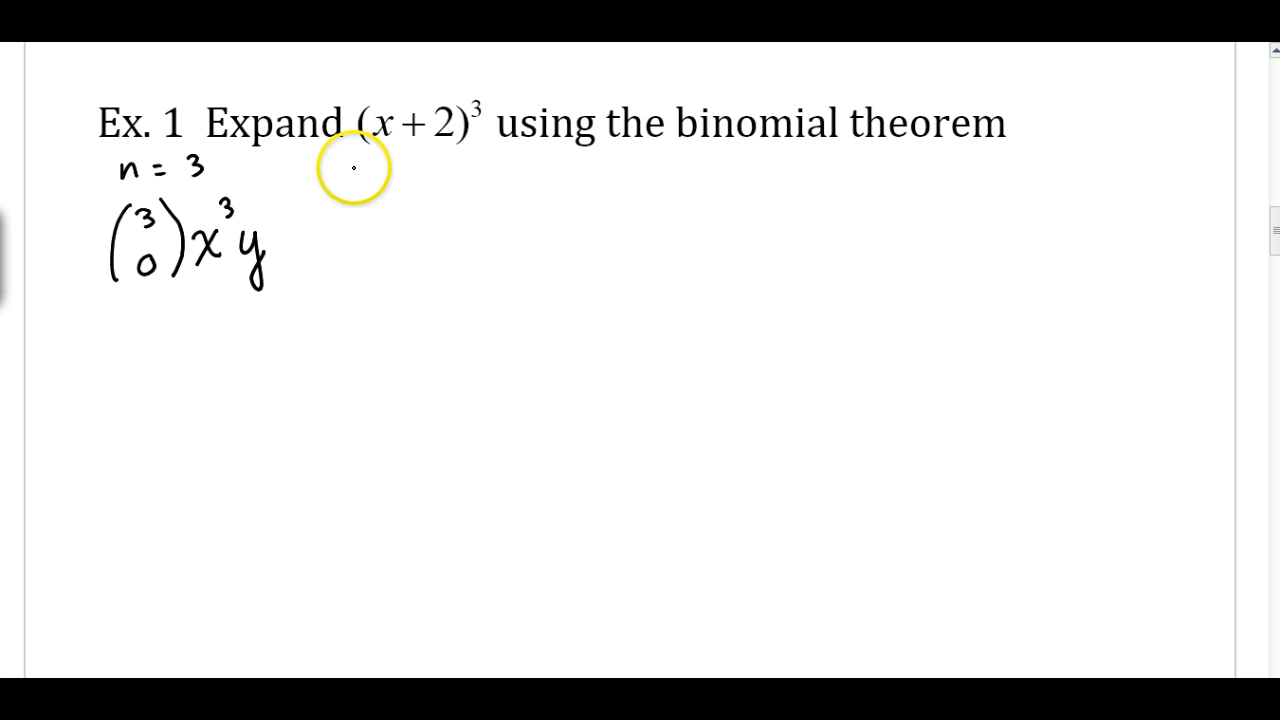 Ex. 1 Expand (x+2)³ using the binomial theorem
n = 3
(3 0) x³y